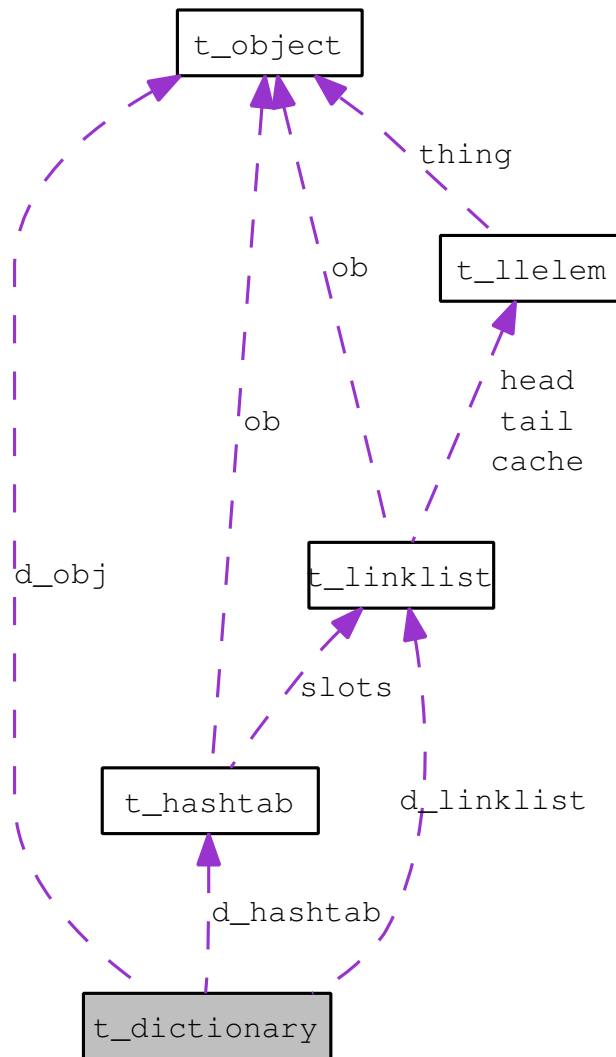 t_object
thing
t_llelem
ob
head
tail
cache
ob
d_obj
t_linklist
slots
t_hashtab
d_linklist
d_hashtab
t_dictionary